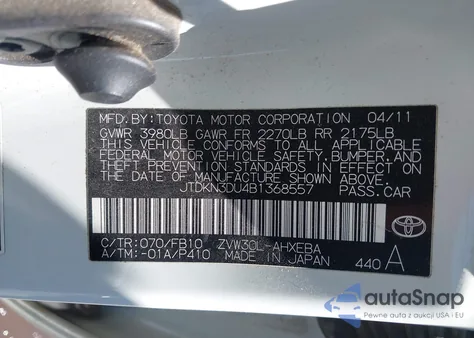 MFD.BY:TOYOTA MOTOR CORPORATION 04/11
GVWR 3980LB GAWR FR 2270LB RR 2175LB
THIS VEHICLE CONFORMS TO ALL APPLICABLE
FEDERAL MOTOR VEHICLE SAFETY,
BUMPER, AND
THEFT PREVENTION STANDARDS IN EFFECT ON
THE DATE OF MANUFACTURE SHOWN ABOVE.
JTDKN3DU4B1368557 PASS.CAR
C/TR:070/FB10 ZVW30L-AHXEBA
A/TM:-01A/P410 MADE IN JAPAN 440 A
TOYOTA
autoSnap
Pewne auta z aukcji USA i EU